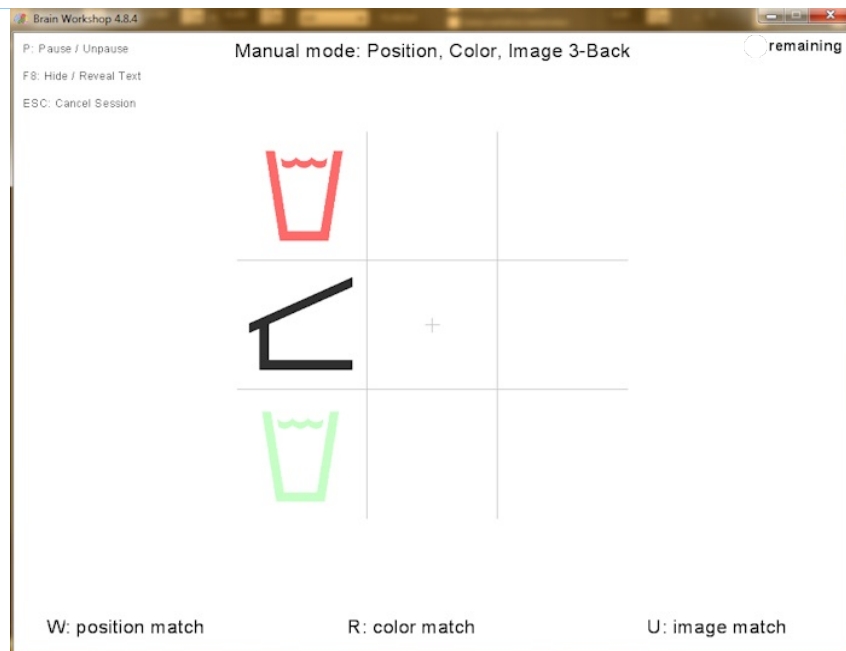 Brain Workshop 4.8.4
P: Pause / Unpause
F8: Hide / Reveal Text
ESC: Cancel Session
Manual mode: Position, Color, Image 3-Back
remaining
W: position match
R: color match
U: image match